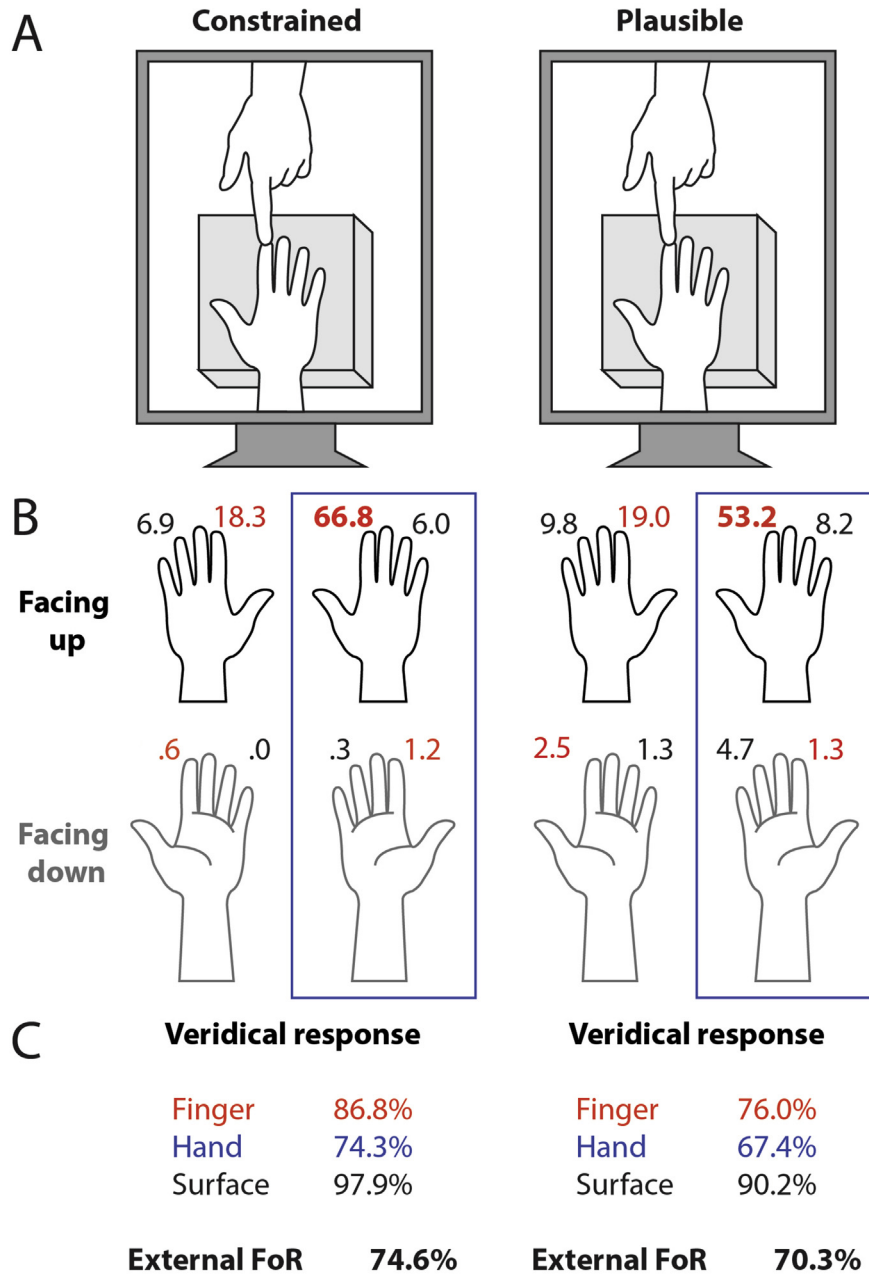 A
Constrained
Plausible
B
6.9 18.3 66.8 6.0 9.8 19.0 53.2 8.2
Facing
up
.6 .0 .3 1.2 2.5 1.3 4.7 1.3
Facing
down
C
Veridical response
Finger 86.8%
Hand 74.3%
Surface 97.9%
External FoR 74.6%
Veridical response
Finger 76.0%
Hand 67.4%
Surface 90.2%
External FoR 70.3%